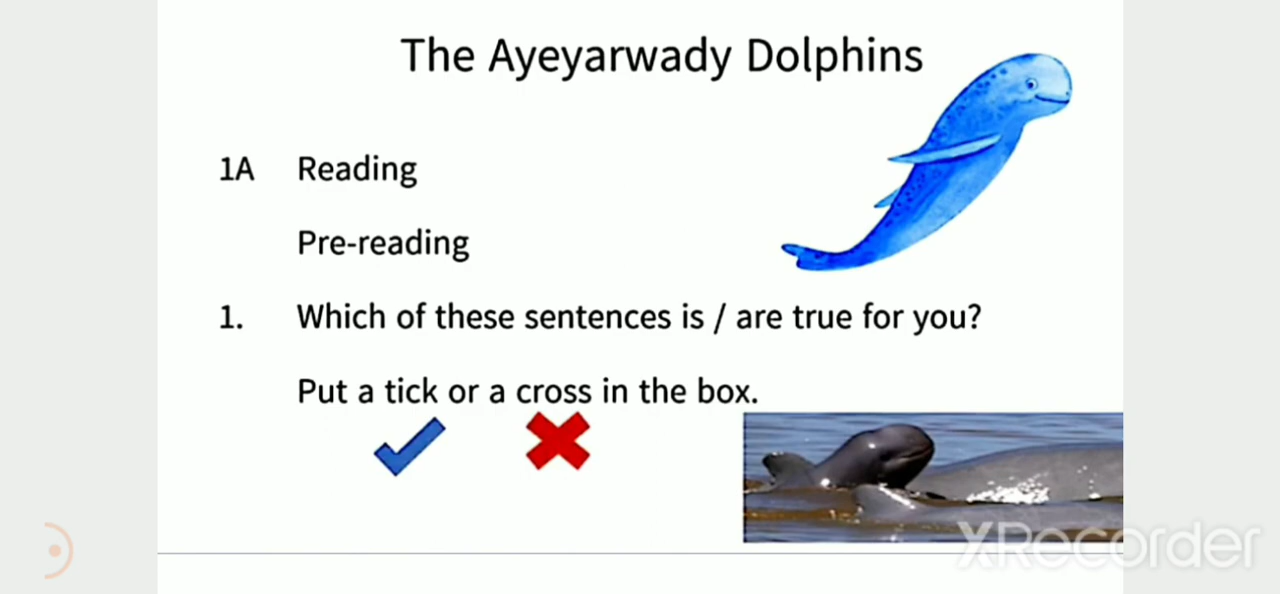 The Ayeyarwady Dolphins
1A Reading
Pre-reading
1. Which of these sentences is / are true for you?
Put a tick or a cross in the box.
XRecorder